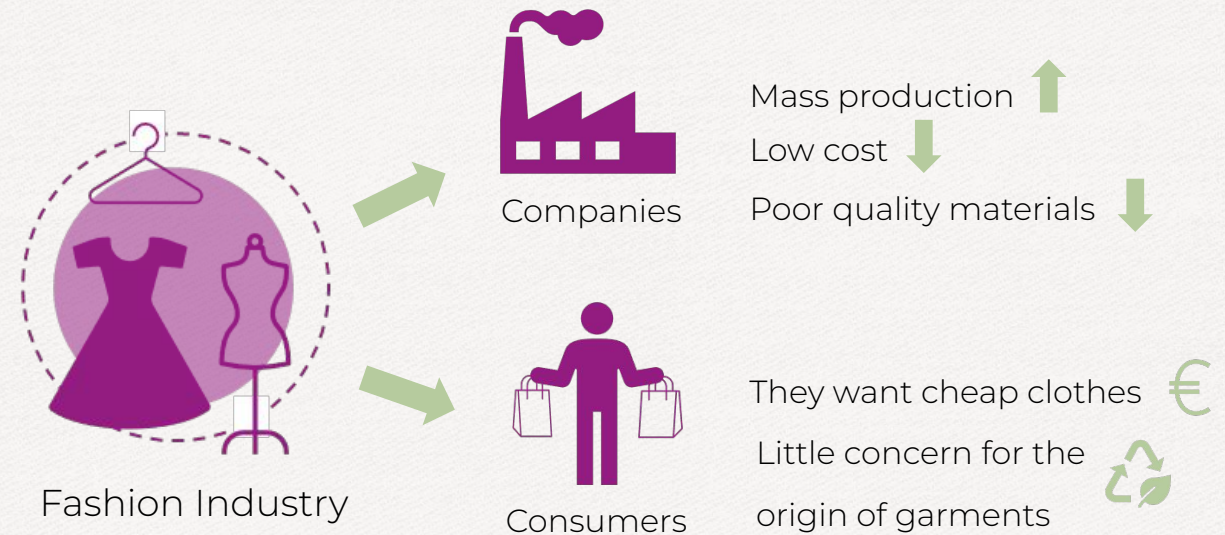 Fashion Industry
Companies
Mass production
Low cost
Poor quality materials
Consumers
They want cheap clothes €
Little concern for the
origin of garments